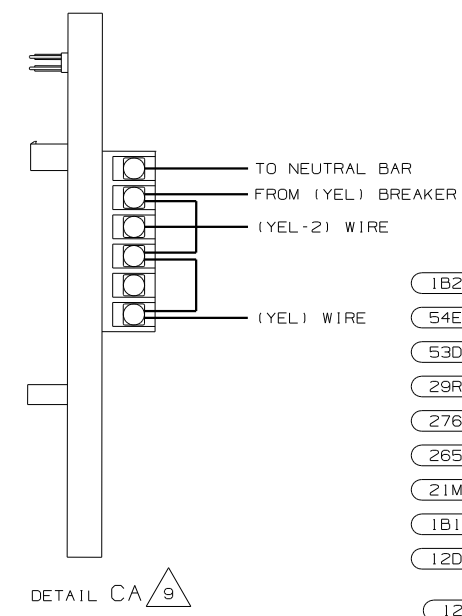 TO NEUTRAL BAR
FROM (YEL) BREAKER
(YEL-2) WIRE
(YEL) WIRE
1B2
54E
53D
29R
276
265
21M
1B1
12D
12
DETAIL CA 9